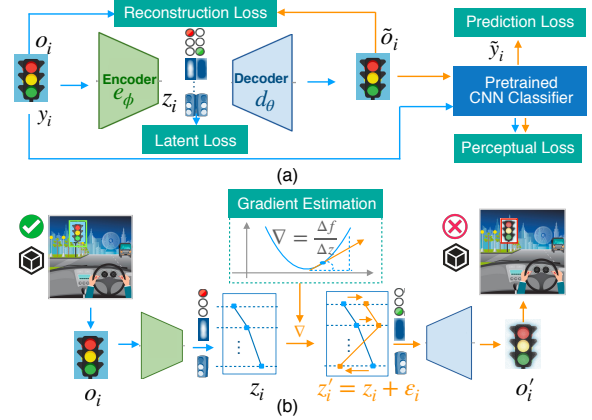 Reconstruction Loss
Prediction Loss
o_i
õ_i
ỹ_i
Encoder
e_ϕ
Decoder
d_θ
Pretrained
CNN Classifier
y_i
z_i
Latent Loss
Perceptual Loss
(a)
Gradient Estimation
∇ = Δf/Δz
∇
o_i
z_i
z_i' = z_i + ε_i
o_i'
(b)